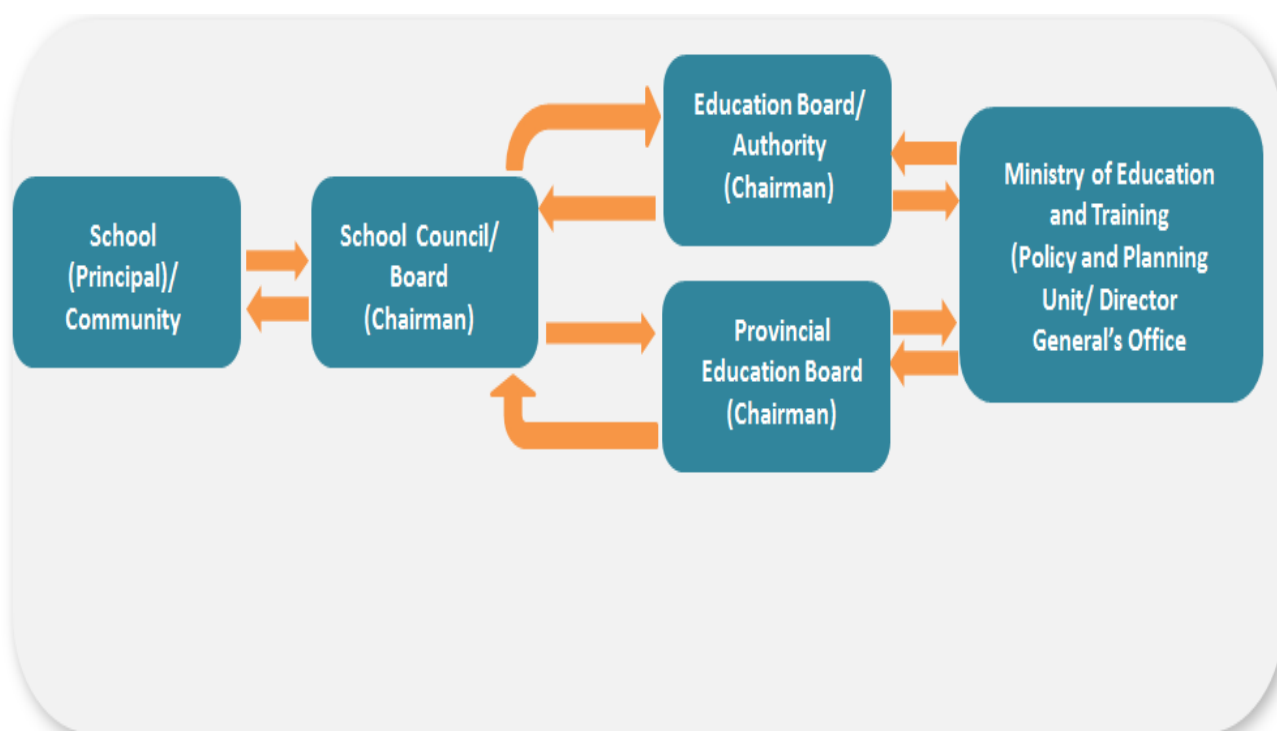 School
(Principal)/
Community
School Council/
Board
(Chairman)
Education Board/
Authority
(Chairman)
Provincial
Education Board
(Chairman)
Ministry of Education
and Training
(Policy and Planning
Unit/ Director
General's Office